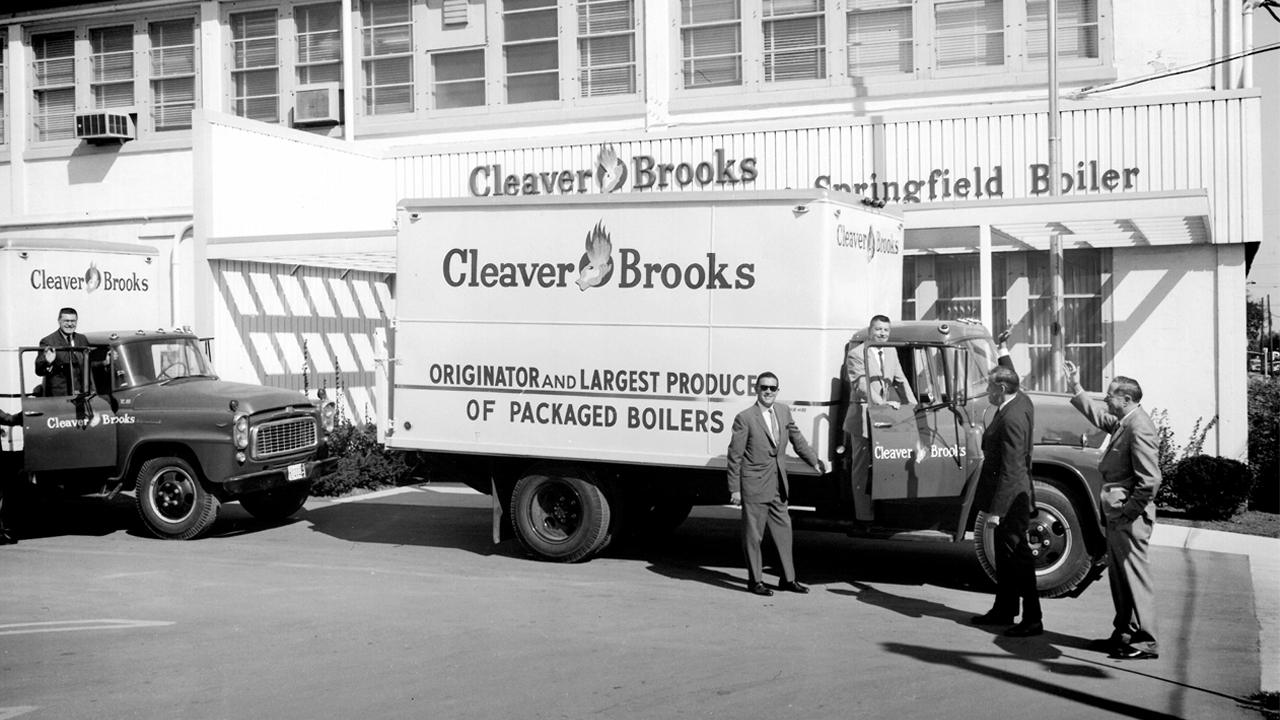 Cleaver Brooks
Springfield Boiler
Cleaver Brooks
Cleaver Brooks
Cleaver Brooks
ORIGINATOR AND LARGEST PRODUCE
OF PACKAGED BOILERS
Cleaver Brooks
Cleaver Brooks